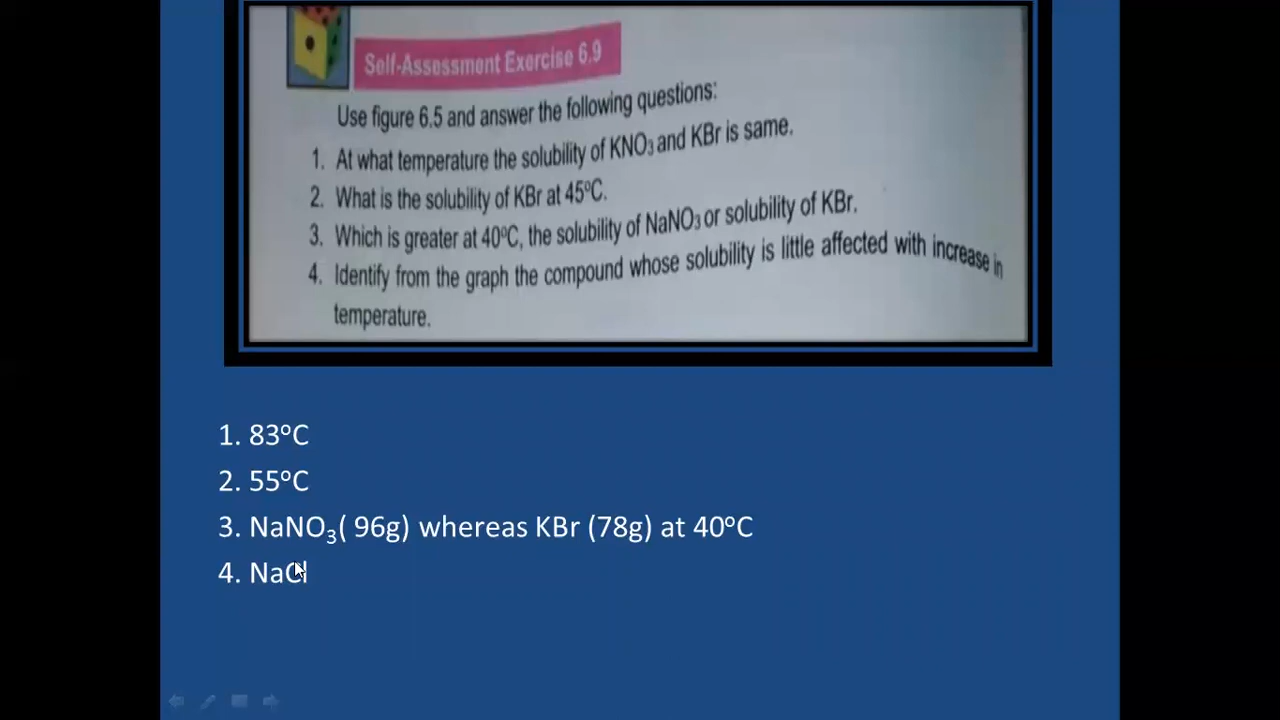 Self-Assessment Exercise 6.9
Use figure 6.5 and answer the following questions:
1. At what temperature the solubility of KNO₃ and KBr is same.
2. What is the solubility of KBr at 45ºC.
3. Which is greater at 40ºC, the solubility of NaNO₃ or solubility of KBr.
4. Identify from the graph the compound whose solubility is little affected with increase in
temperature.
1. 83ºC
2. 55ºC
3. NaNO₃( 96g) whereas KBr (78g) at 40ºC
4. NaCl